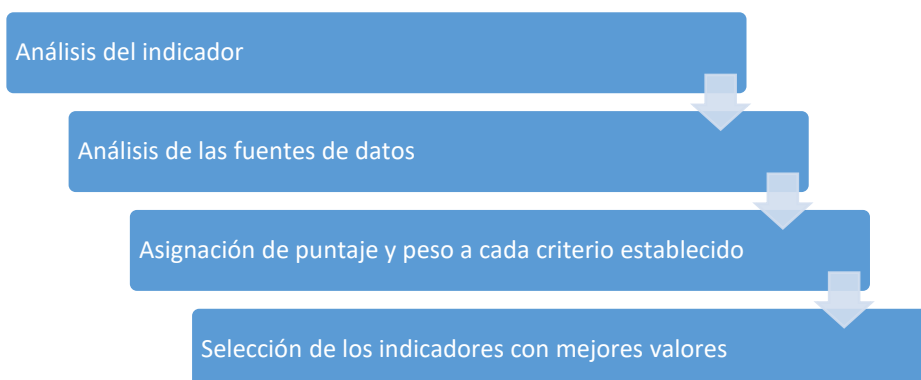 Análisis del indicador
Análisis de las fuentes de datos
Asignación de puntaje y peso a cada criterio establecido
Selección de los indicadores con mejores valores